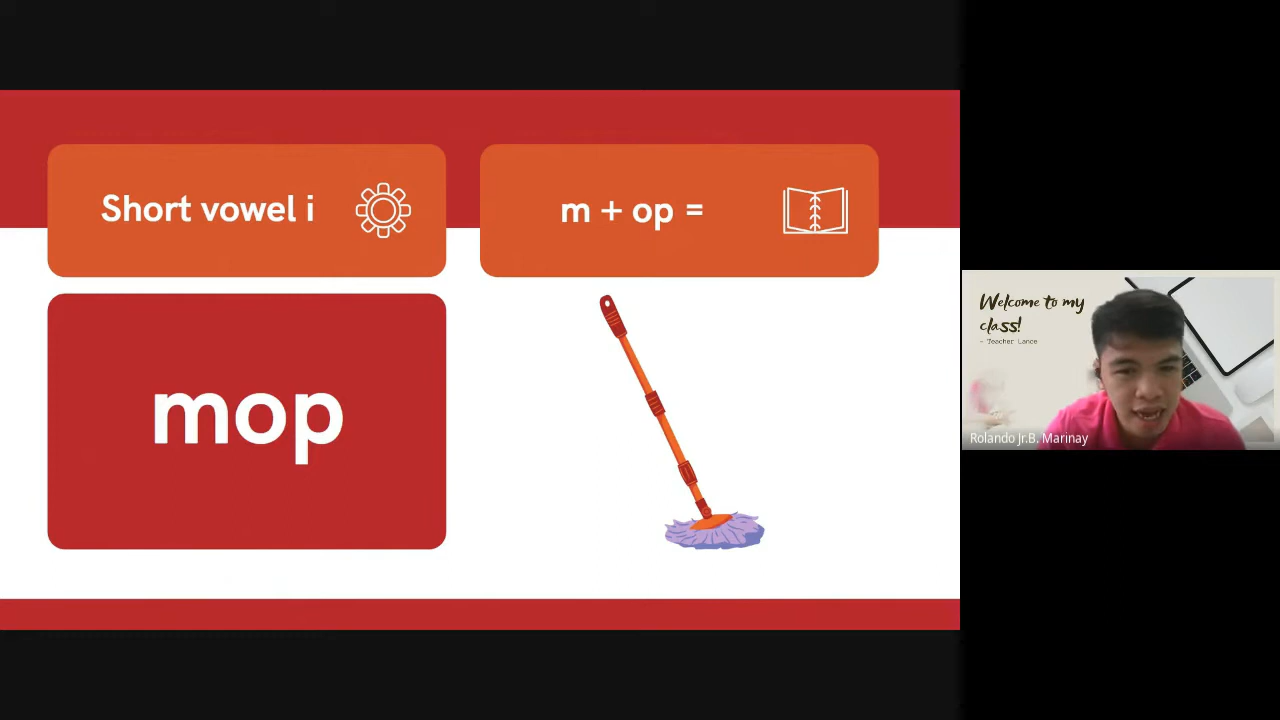 Short vowel i
m + op =
mop
Welcome to my
class!
- Teacher Lance
Rolando Jr.B. Marinay